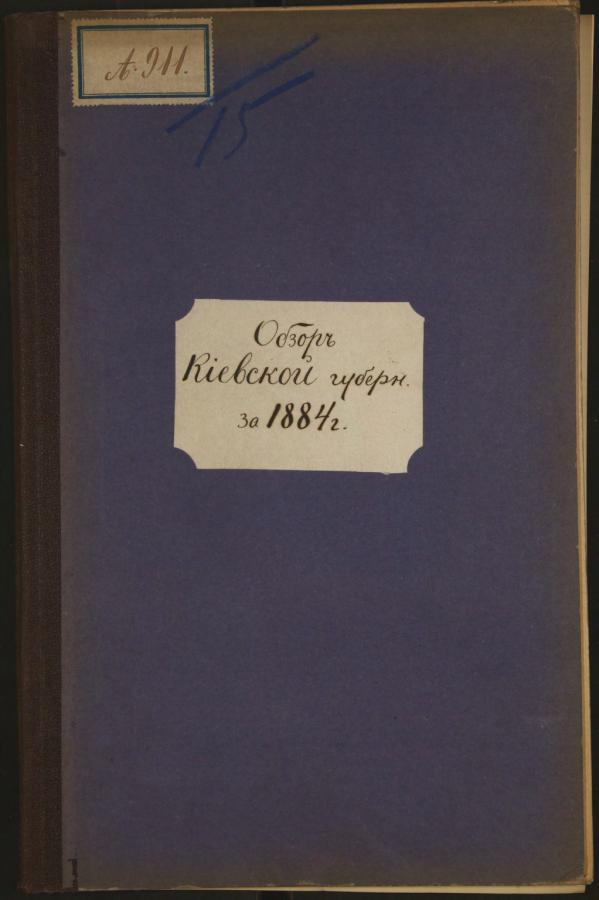 А. 911.
15
Обзоръ
Кіевской губерн.
за 1884 г.